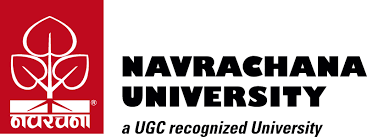 नवरचना
®
NAVRACHANA
UNIVERSITY
a UGC recognized University